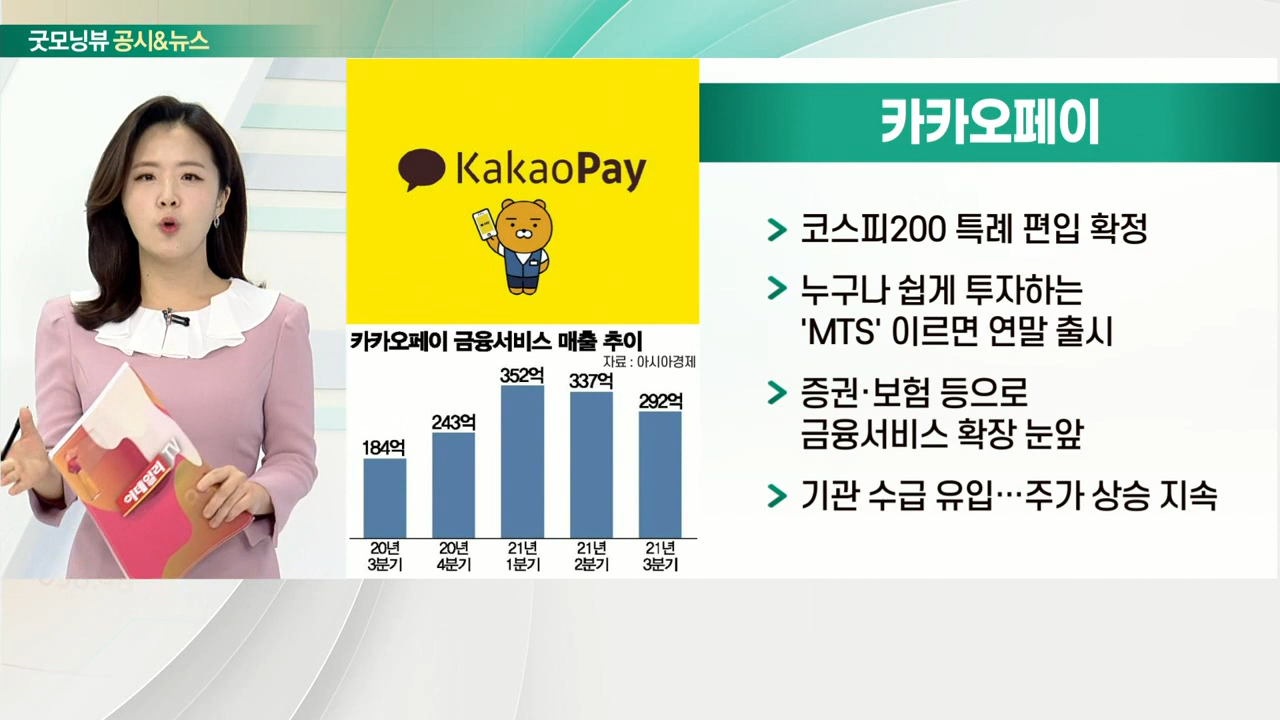 굿모닝뷰 공시&뉴스
KakaoPay
이데일리 TV
카카오페이 금융서비스 매출 추이
자료 : 아시아경제
184억
243억
352억
337억
292억
20년 3분기
20년 4분기
21년 1분기
21년 2분기
21년 3분기
카카오페이
코스피200 특례 편입 확정
누구나 쉽게 투자하는
'MTS' 이르면 연말 출시
증권·보험 등으로
금융서비스 확장 눈앞
기관 수급 유입…주가 상승 지속